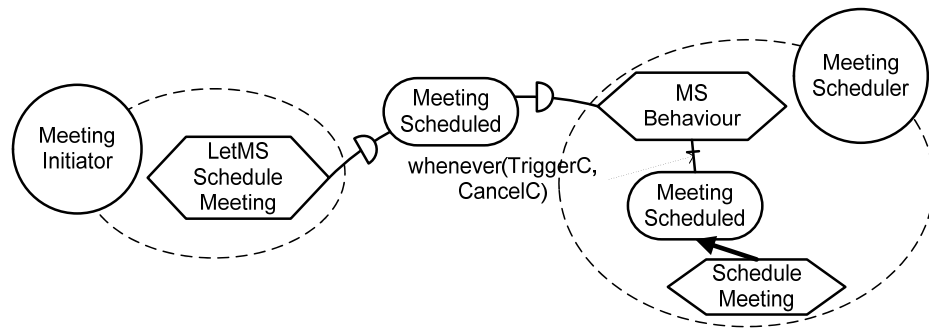 Meeting
Initiator
LetMS
Schedule
Meeting
Meeting
Scheduled
whenever(TriggerC,
CancelC)
MS
Behaviour
Meeting
Scheduler
Meeting
Scheduled
Schedule
Meeting